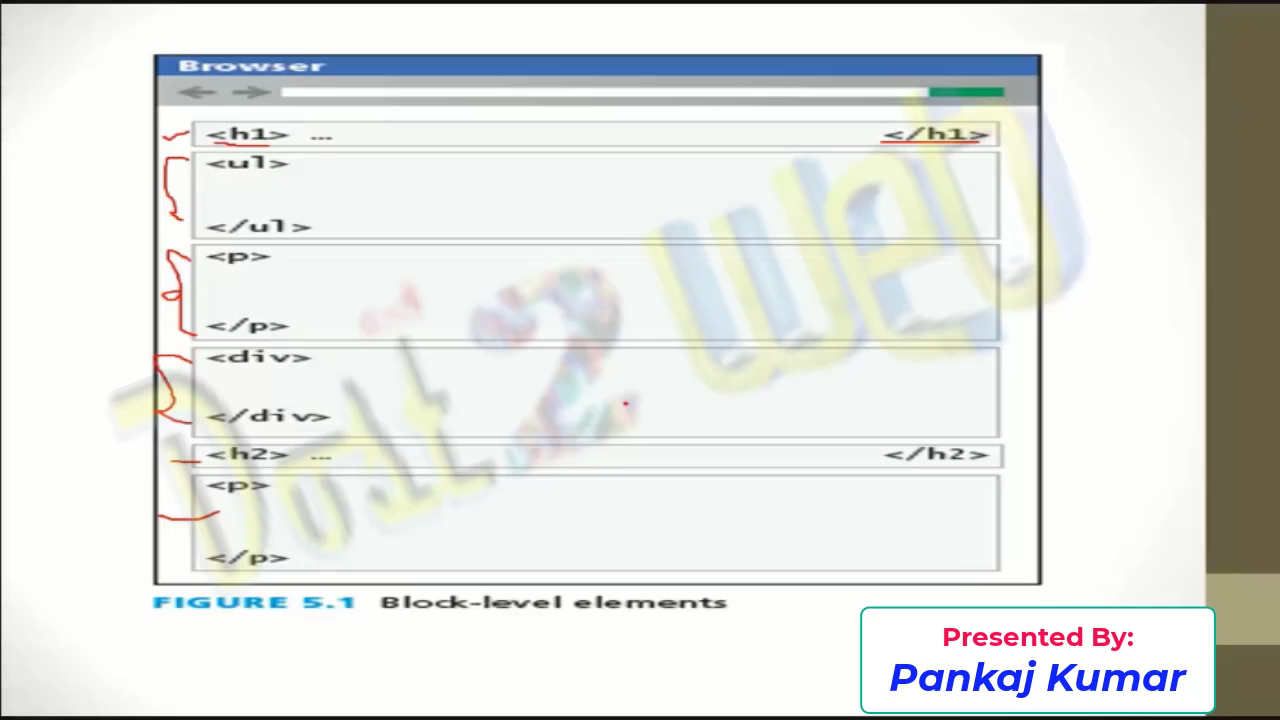 Browser
<h1> ... </h1>
<ul>
</ul>
<p>
</p>
<div>
</div>
<h2> ... </h2>
<p>
</p>
FIGURE 5.1 Block-level elements
DoIt2Web
Presented By:
Pankaj Kumar